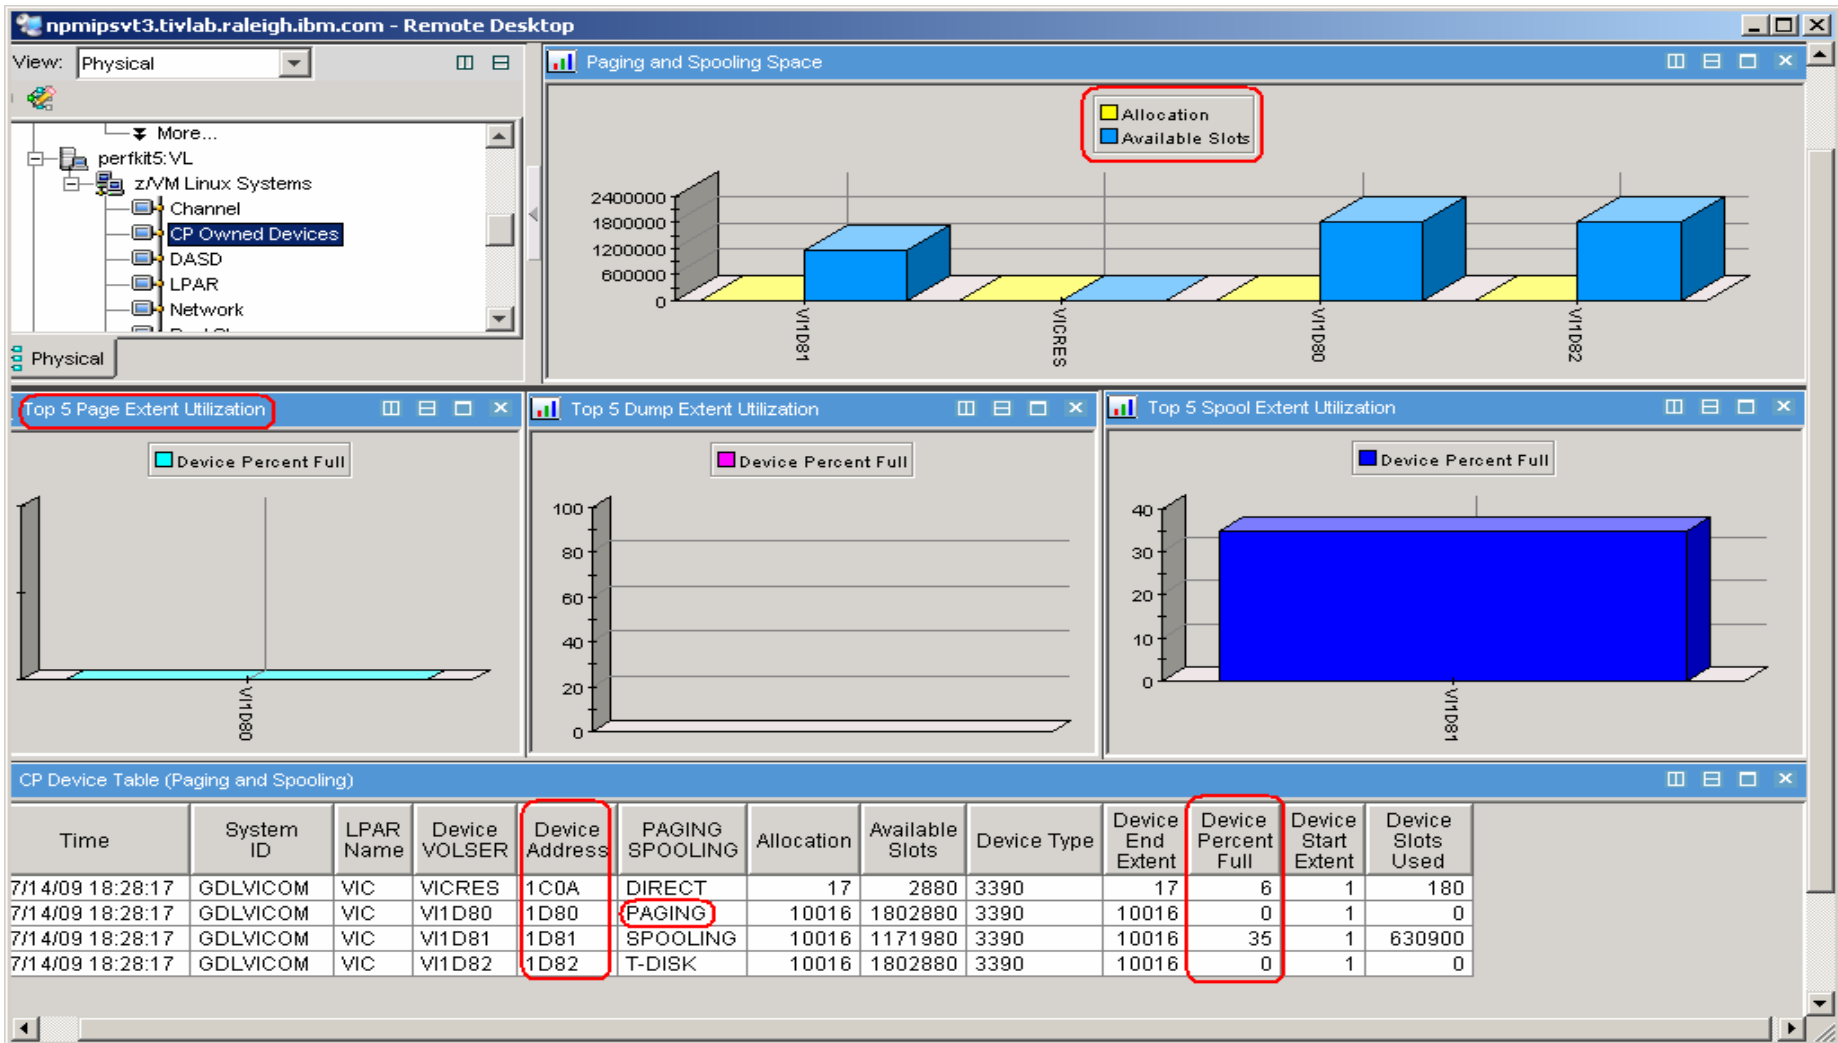 npmipsvt3.tivlab.raleigh.ibm.com - Remote Desktop
View: Physical
More...
perfkit5:VL
z/VM Linux Systems
Channel
CP Owned Devices
DASD
LPAR
Network
Physical
Paging and Spooling Space
Allocation
Available Slots
2400000
1800000
1200000
600000
0
VI1D81
VICRES
VI1D80
VI1D82
Top 5 Page Extent Utilization
Device Percent Full
VI1D80
Top 5 Dump Extent Utilization
Device Percent Full
100
80
60
40
20
0
Top 5 Spool Extent Utilization
Device Percent Full
40
30
20
10
0
VI1D81
CP Device Table (Paging and Spooling)
Time System ID LPAR Name Device VOLSER Device Address PAGING SPOOLING Allocation Available Slots Device Type Device End Extent Device Percent Full Device Start Extent Device Slots Used
7/14/09 18:28:17 GDLVICOM VIC VICRES 1C0A DIRECT 17 2880 3390 17 6 1 180
7/14/09 18:28:17 GDLVICOM VIC VI1D80 1D80 PAGING 10016 1802880 3390 10016 0 1 0
7/14/09 18:28:17 GDLVICOM VIC VI1D81 1D81 SPOOLING 10016 1171980 3390 10016 35 1 630900
7/14/09 18:28:17 GDLVICOM VIC VI1D82 1D82 T-DISK 10016 1802880 3390 10016 0 1 0